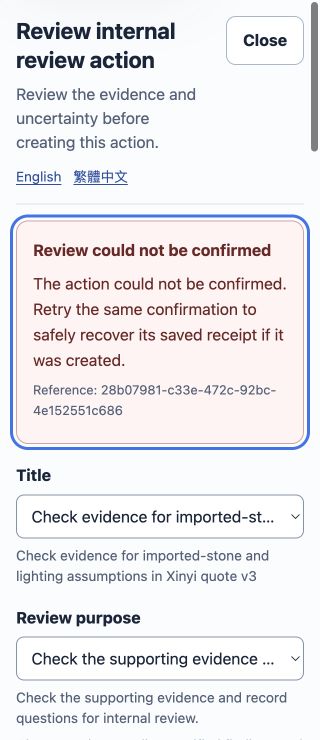 Review internal
review action
Close
Review the evidence and
uncertainty before
creating this action.
English 繁體中文
Review could not be confirmed
The action could not be confirmed.
Retry the same confirmation to
safely recover its saved receipt if it
was created.
Reference: 28b07981-c33e-472c-92bc-
4e152551c686
Title
Check evidence for imported-st...
Check evidence for imported-stone and
lighting assumptions in Xinyi quote v3
Review purpose
Check the supporting evidence ...
Check the supporting evidence and record
questions for internal review.